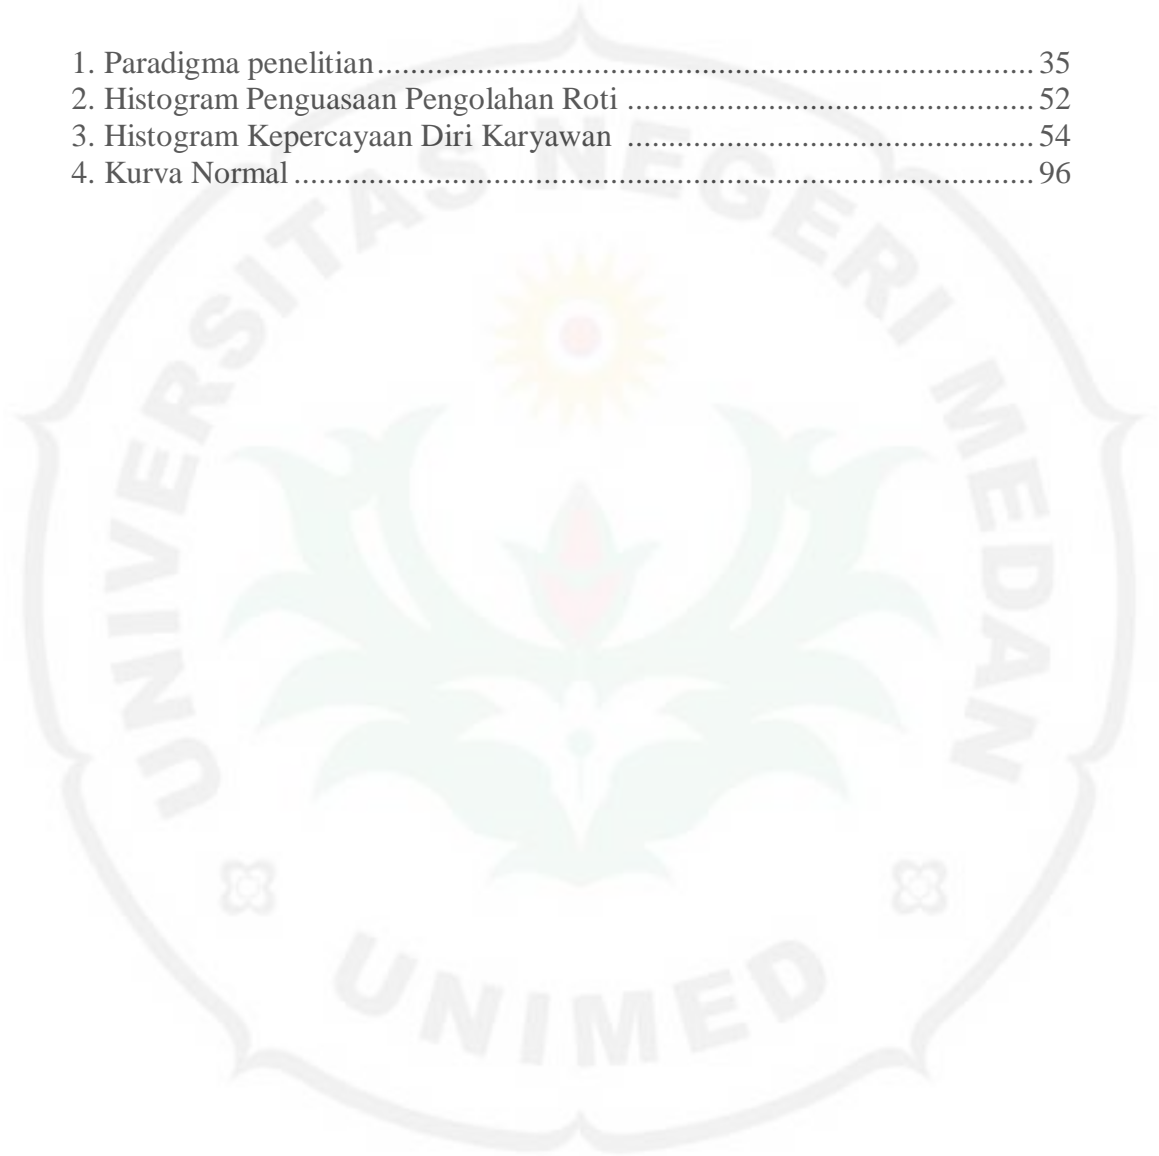 1. Paradigma penelitian................................................................................ 35
2. Histogram Penguasaan Pengolahan Roti ................................................. 52
3. Histogram Kepercayaan Diri Karyawan ................................................. 54
4. Kurva Normal......................................................................................... 96
UNIVERSITAS NEGERI MEDAN
UNIMED